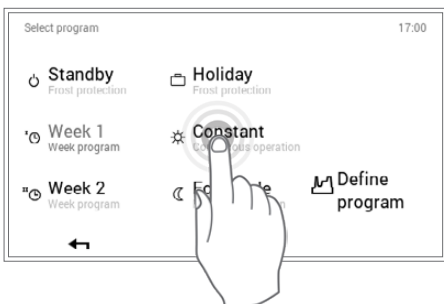 Select program
17:00
Standby
Frost protection
Holiday
Frost protection
Week 1
Week program
Constant
operation
Week 2
Week program
Define
program